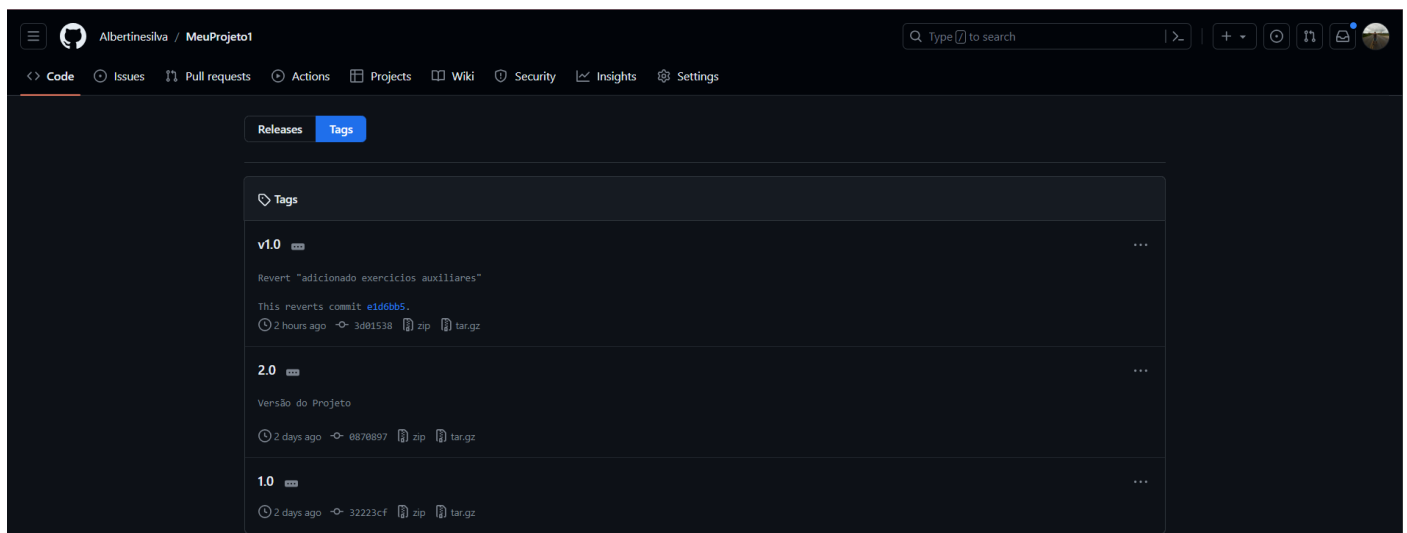 Albertinesilva / MeuProjeto1
Type / to search
Code Issues Pull requests Actions Projects Wiki Security Insights Settings
Releases Tags
Tags
v1.0
Revert "adicionado exercicios auxiliares"
This reverts commit e1d6bb5.
2 hours ago 3d01538 zip tar.gz
2.0
Versão do Projeto
2 days ago 0870897 zip tar.gz
1.0
2 days ago 32223cf zip tar.gz